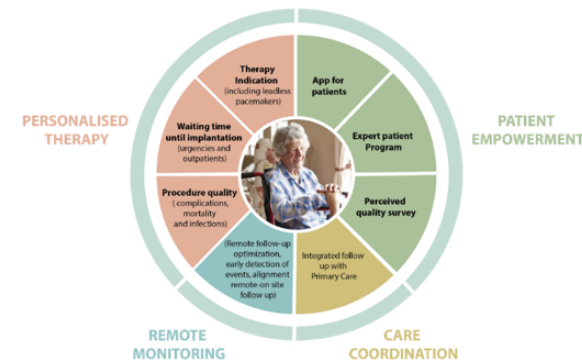 PERSONALISED
THERAPY
Therapy
Indication
(including leadless
pacemakers)
Waiting time
until implantation
(urgencies and
outpatients)
Procedure quality
( complications,
mortality
and infections)
App for
patients
Expert patient
Program
Perceived
quality survey
PATIENT
EMPOWERMENT
(Remote follow-up
optimization,
early detection of
events, alignment
remote-on site
follow up)
Integrated follow
up with
Primary Care
REMOTE
MONITORING
CARE
COORDINATION